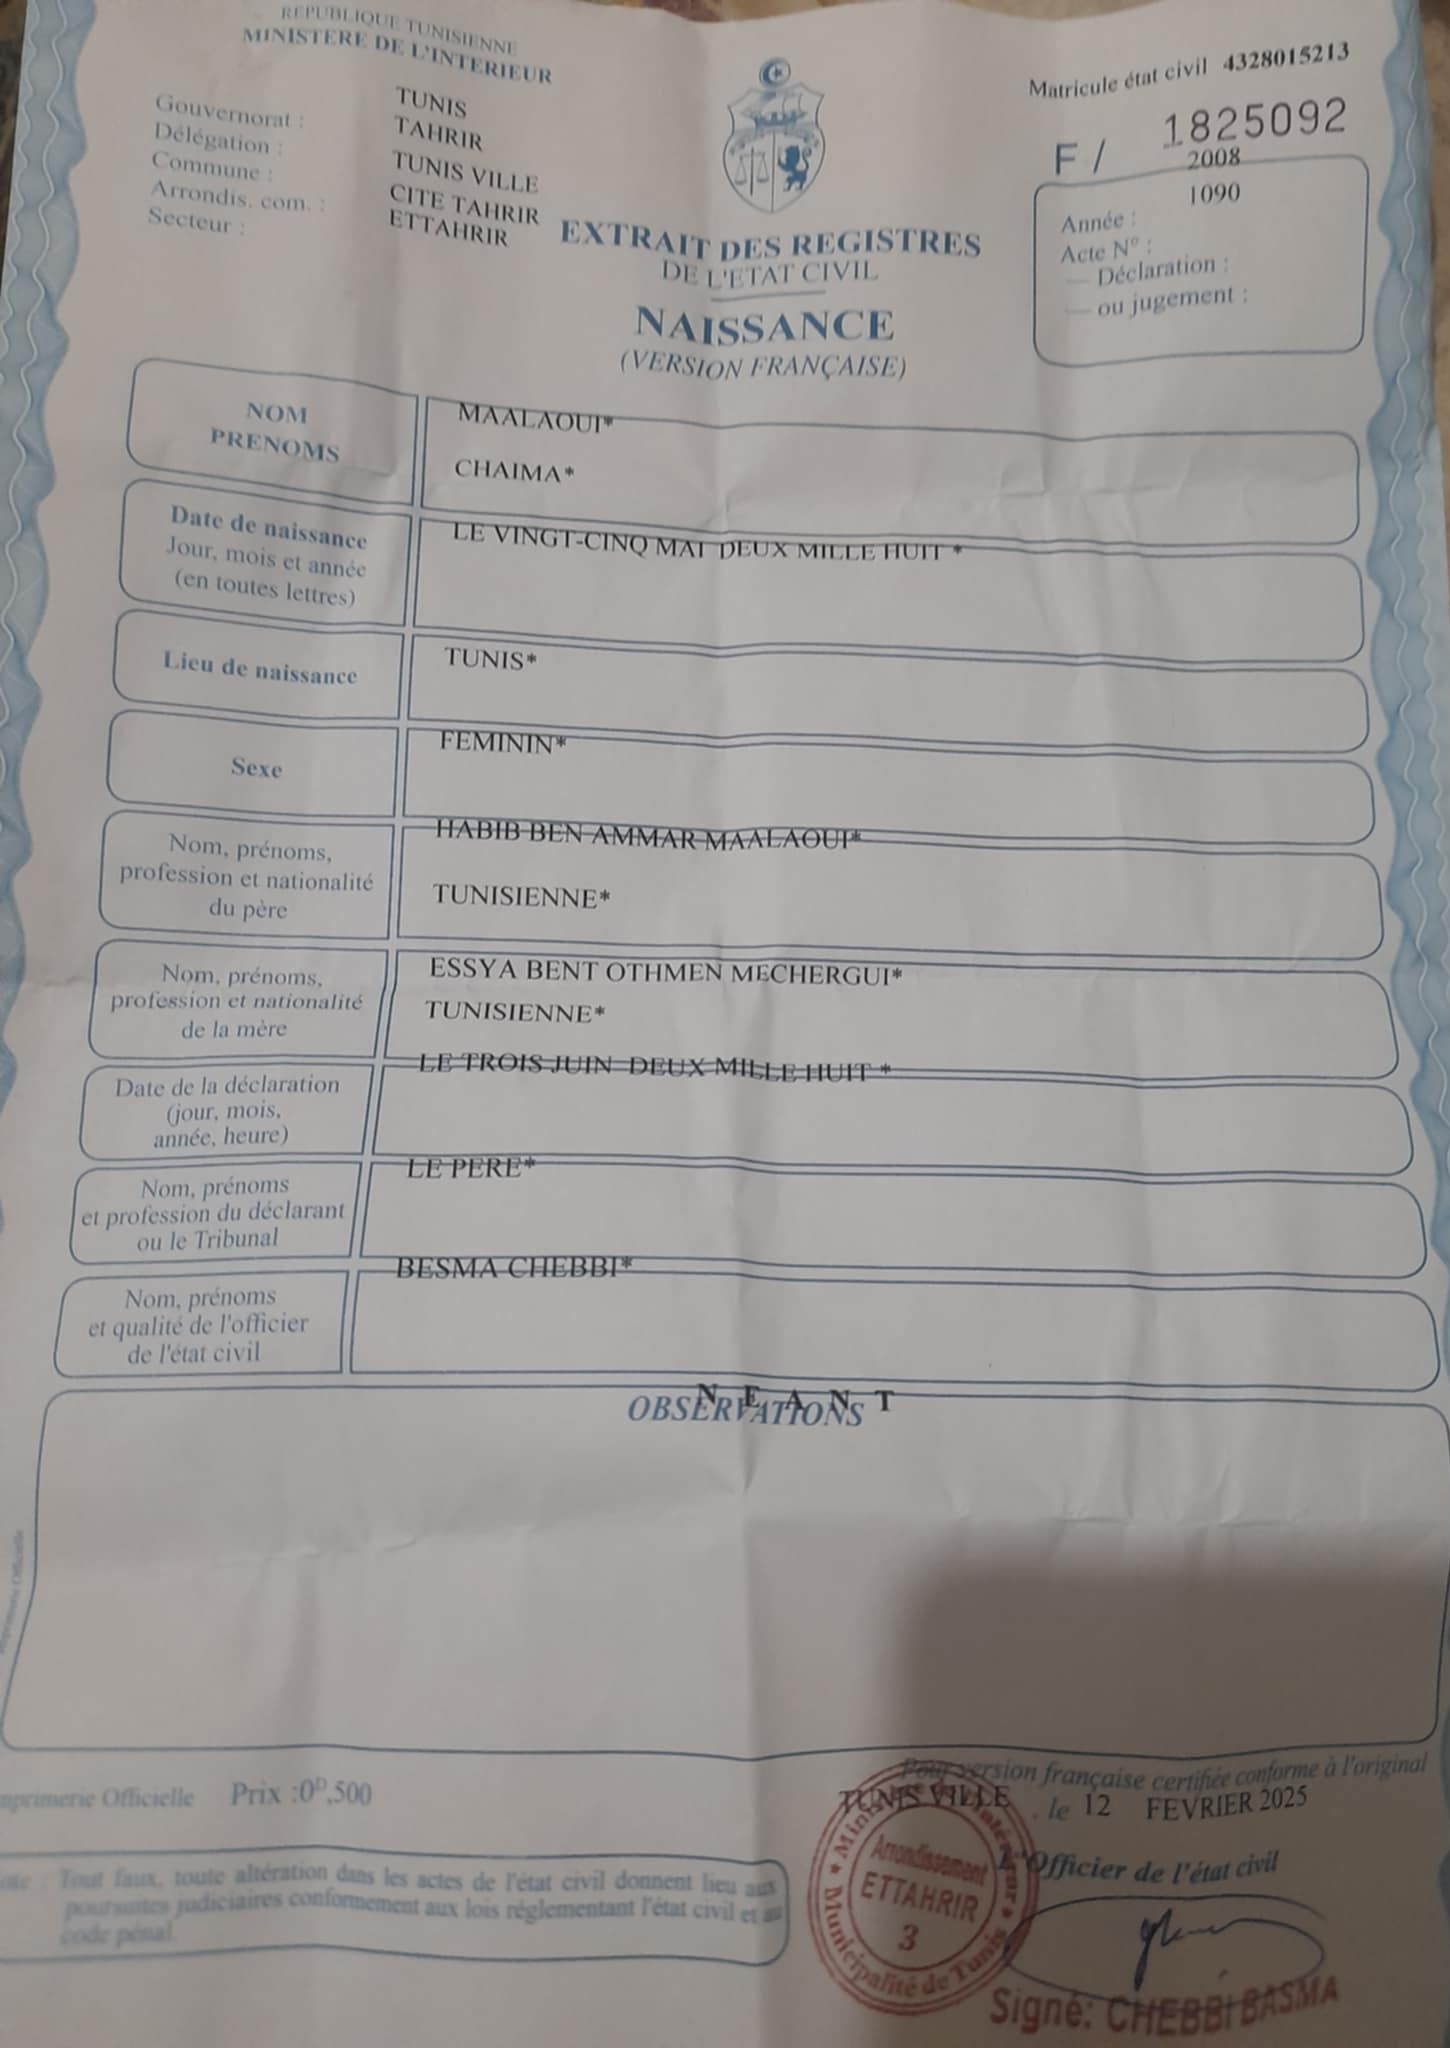 REPUBLIQUE TUNISIENNE
MINISTERE DE L'INTERIEUR
Gouvernorat : TUNIS
Délégation : TAHRIR
Commune : TUNIS VILLE
Arrondis. com. : CITE TAHRIR
Secteur : ETTAHRIR
Matricule état civil 4328015213
F / 1825092
2008
1090
Année :
Acte N° :
— Déclaration :
— ou jugement :
EXTRAIT DES REGISTRES
DE L'ETAT CIVIL
NAISSANCE
(VERSION FRANÇAISE)
NOM
PRENOMS
MAALAOUI*
CHAIMA*
Date de naissance
Jour, mois et année
(en toutes lettres)
LE VINGT-CINQ MAI DEUX MILLE HUIT *
Lieu de naissance
TUNIS*
Sexe
FEMININ*
Nom, prénoms,
profession et nationalité
du père
HABIB BEN AMMAR MAALAOUI*
TUNISIENNE*
Nom, prénoms,
profession et nationalité
de la mère
ESSYA BENT OTHMEN MECHERGUI*
TUNISIENNE*
Date de la déclaration
(jour, mois,
année, heure)
LE TROIS JUIN DEUX MILLE HUIT *
Nom, prénoms
et profession du déclarant
ou le Tribunal
LE PERE*
Nom, prénoms
et qualité de l'officier
de l'état civil
BESMA CHEBBI*
N E A N T
OBSERVATIONS
Imprimerie Officielle
Imprimerie Officielle Prix :0ᴰ,500
Pour version française certifiée conforme à l'original
TUNIS VILLE . le 12 FEVRIER 2025
L'Officier de l'état civil
Note : Tout faux, toute altération dans les actes de l'état civil donnent lieu aux
poursuites judiciaires conformement aux lois réglementant l'état civil et au
code pénal.
Ministère de l'Intérieur
Arrondissement
ETTAHRIR
3
Municipalité de Tunis
Signé: CHEBBI BASMA